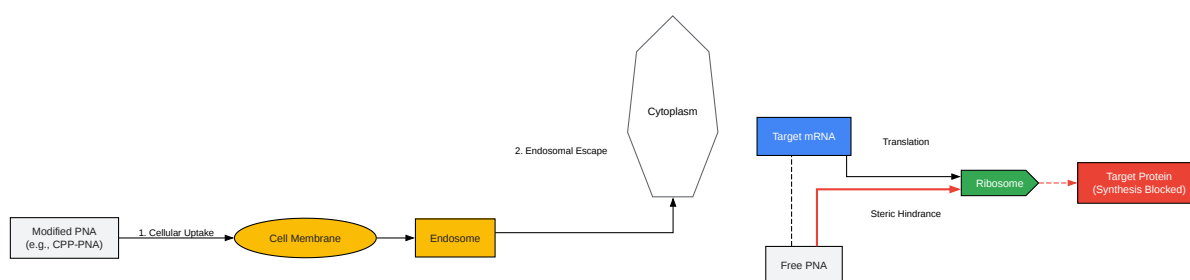 Modified PNA
(e.g., CPP-PNA)
1. Cellular Uptake
Cell Membrane
Endosome
2. Endosomal Escape
Cytoplasm
Target mRNA
Translation
Ribosome
Target Protein
(Synthesis Blocked)
Steric Hindrance
Free PNA